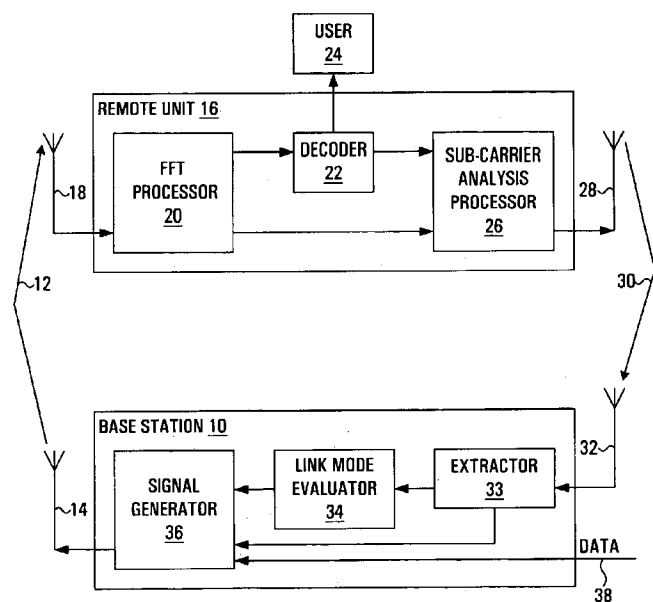 USER
24
REMOTE UNIT 16
FFT
PROCESSOR
20
DECODER
22
SUB-CARRIER
ANALYSIS
PROCESSOR
26
18
28
12
30
BASE STATION 10
SIGNAL
GENERATOR
36
LINK MODE
EVALUATOR
34
EXTRACTOR
33
14
32
DATA
38